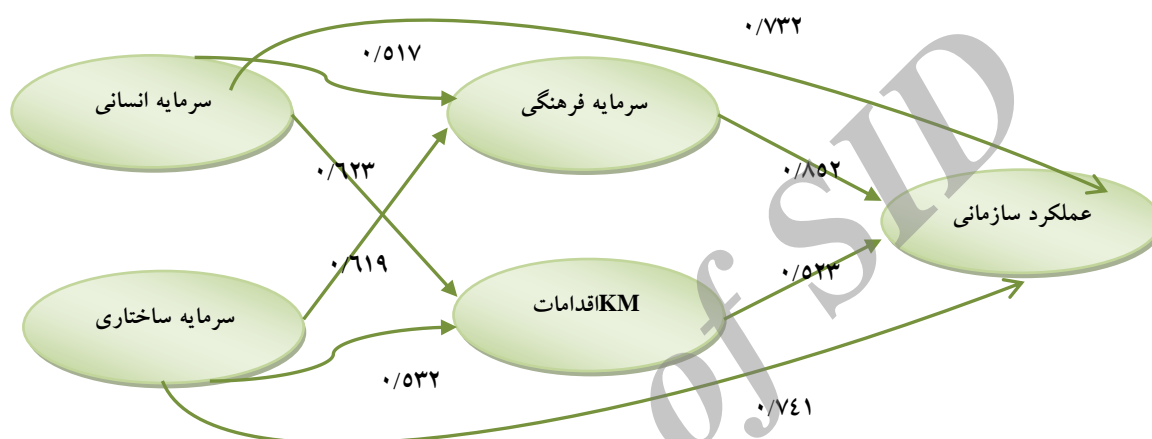 ۰/۷۳۲
۰/۵۱۷
سرمایه انسانی
سرمایه فرهنگی
۰/۶۲۳
۰/۸۵۲
عملکرد سازمانی
۰/۶۱۹
۰/۵۲۳
سرمایه ساختاری
KMاقدامات
۰/۵۳۲
۰/۷٤۱
of SID